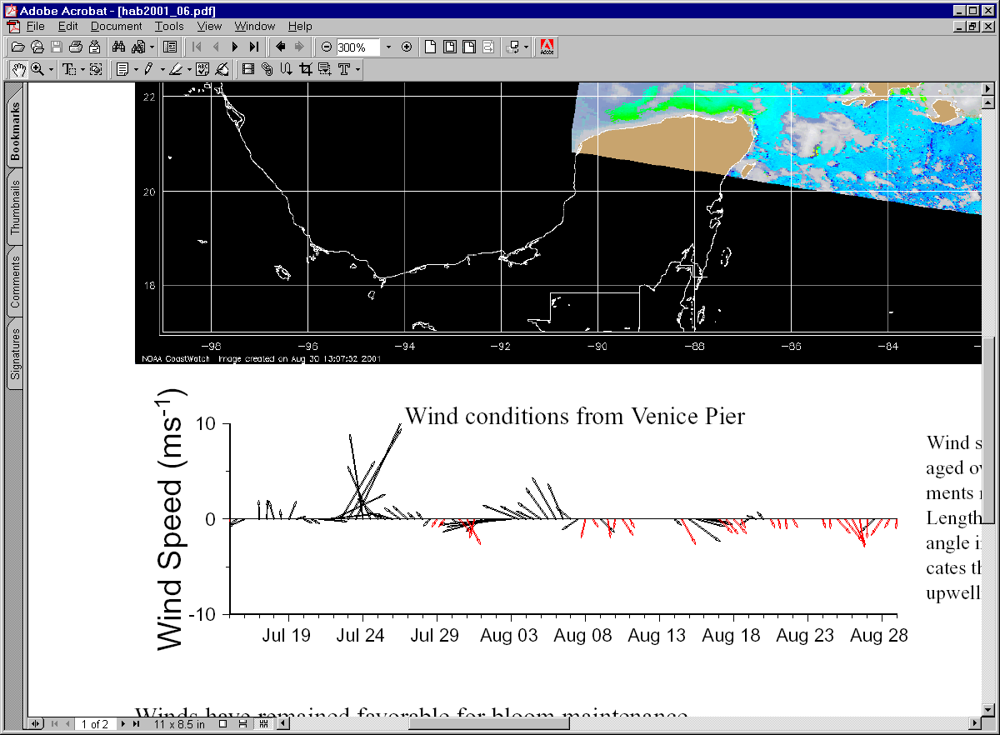 Adobe Acrobat - [hab2001_06.pdf]
File Edit Document Tools View Window Help
300%
Adobe
Bookmarks
Thumbnails
Comments
Signatures
22
20
18
-98 -96 -94 -92 -90 -88 -86 -84
NOAA CoastWatch Image created on Aug 30 13:07:52 2001
Wind conditions from Venice Pier
Wind Speed (ms-1)
10
0
-10
Jul 19 Jul 24 Jul 29 Aug 03 Aug 08 Aug 13 Aug 18 Aug 23 Aug 28
Wind s
aged ov
ments
Length
angle i
cates th
upwell
Winds have remained favorable for bloom maintenance
1 of 2 11 x 8.5 in